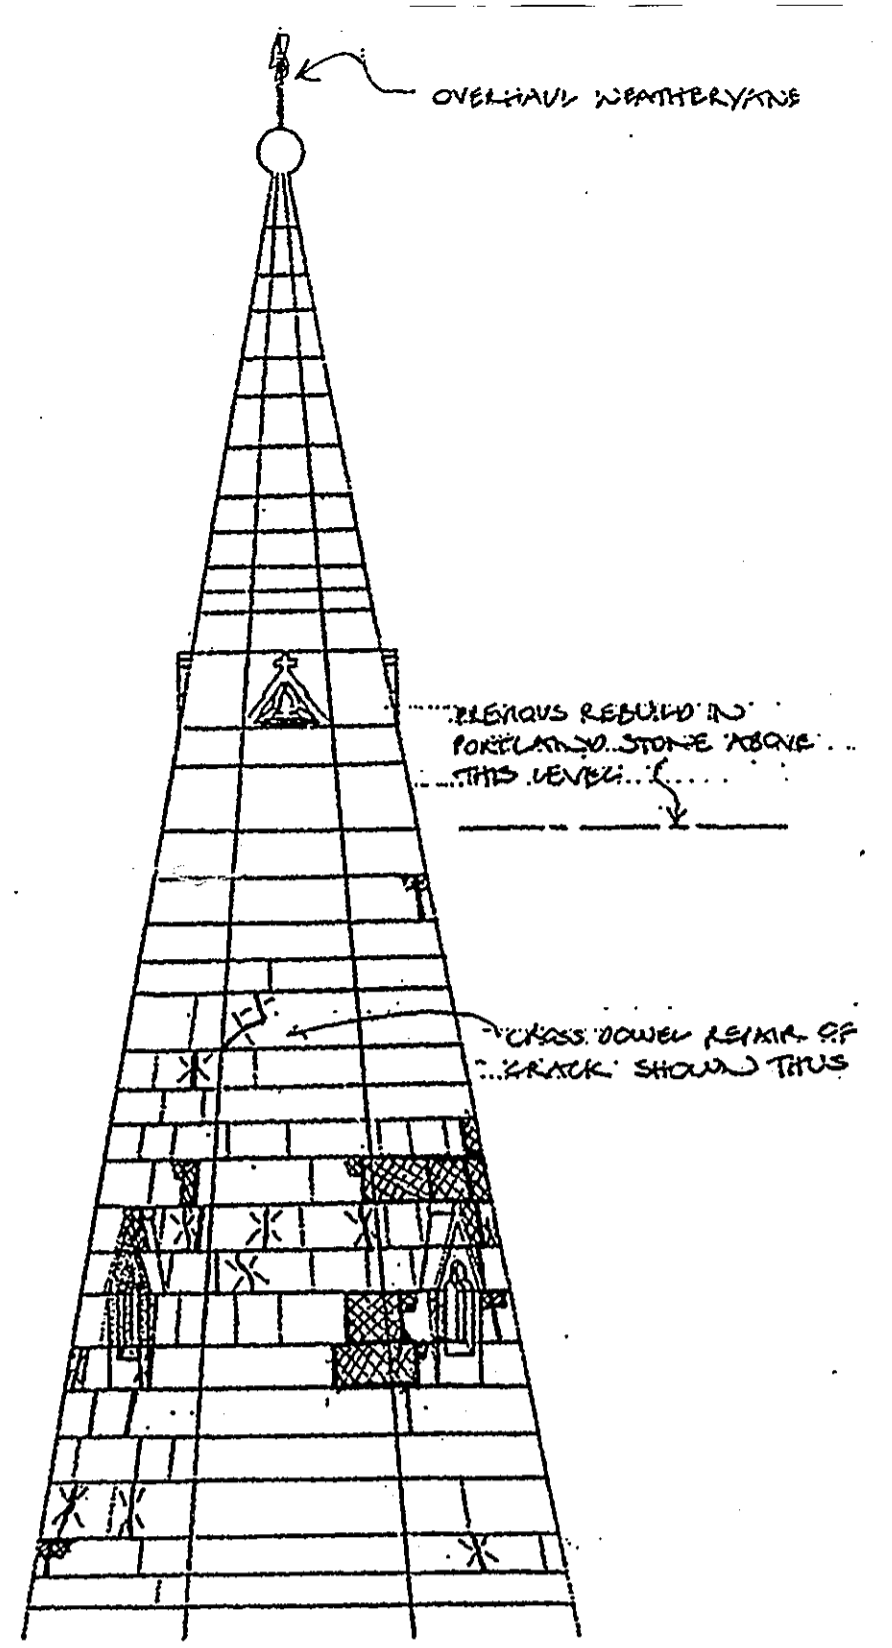 OVERHAUL WEATHERVANE
PREVIOUS REBUILD IN
PORTLAND STONE ABOVE
THIS LEVEL
CROSS DOWEL REPAIR OF
CRACK SHOWN THUS